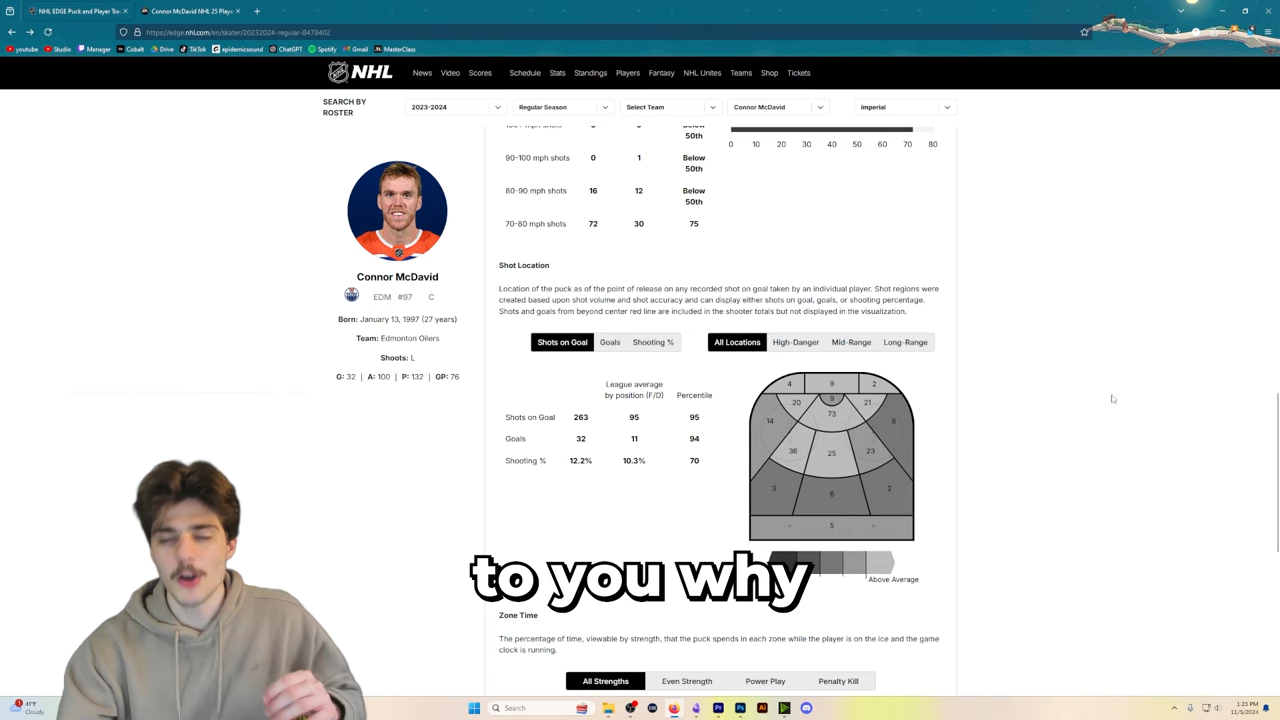 NHL EDGE Puck and Player Tra
Connor McDavid NHL 25 Playe
https://edge.nhl.com/en/skater/20232024-regular-8478402
youtube Studio Manager Cobalt Drive TikTok epidemicsound ChatGPT Spotify Gmail MasterClass
NHL News Video Scores Schedule Stats Standings Players Fantasy NHL Unites Teams Shop Tickets
SEARCH BY
ROSTER
2023-2024 Regular Season Select Team Connor McDavid Imperial
Below
50th
0 10 20 30 40 50 60 70 80
90-100 mph shots 0 1 Below
50th
80-90 mph shots 16 12 Below
50th
70-80 mph shots 72 30 75
Connor McDavid
EDM #97 C
Born: January 13, 1997 (27 years)
Team: Edmonton Oilers
Shoots: L
G: 32 | A: 100 | P: 132 | GP: 76
Shot Location
Location of the puck as of the point of release on any recorded shot on goal taken by an individual player. Shot regions were
created based upon shot volume and shot accuracy and can display either shots on goal, goals, or shooting percentage.
Shots and goals from beyond center red line are included in the shooter totals but not displayed in the visualization.
Shots on Goal Goals Shooting % All Locations High-Danger Mid-Range Long-Range
League average
by position (F/D) Percentile
Shots on Goal 263 95 95
Goals 32 11 94
Shooting % 12.2% 10.3% 70
4 9 2
20 9 21
14 73 8
36 25 23
3 6 2
5
Above Average
to you why
Zone Time
The percentage of time, viewable by strength, that the puck spends in each zone while the player is on the ice and the game
clock is running.
All Strengths Even Strength Power Play Penalty Kill
1
41°F
Cloudy
Search
1:23 PM
11/3/2024